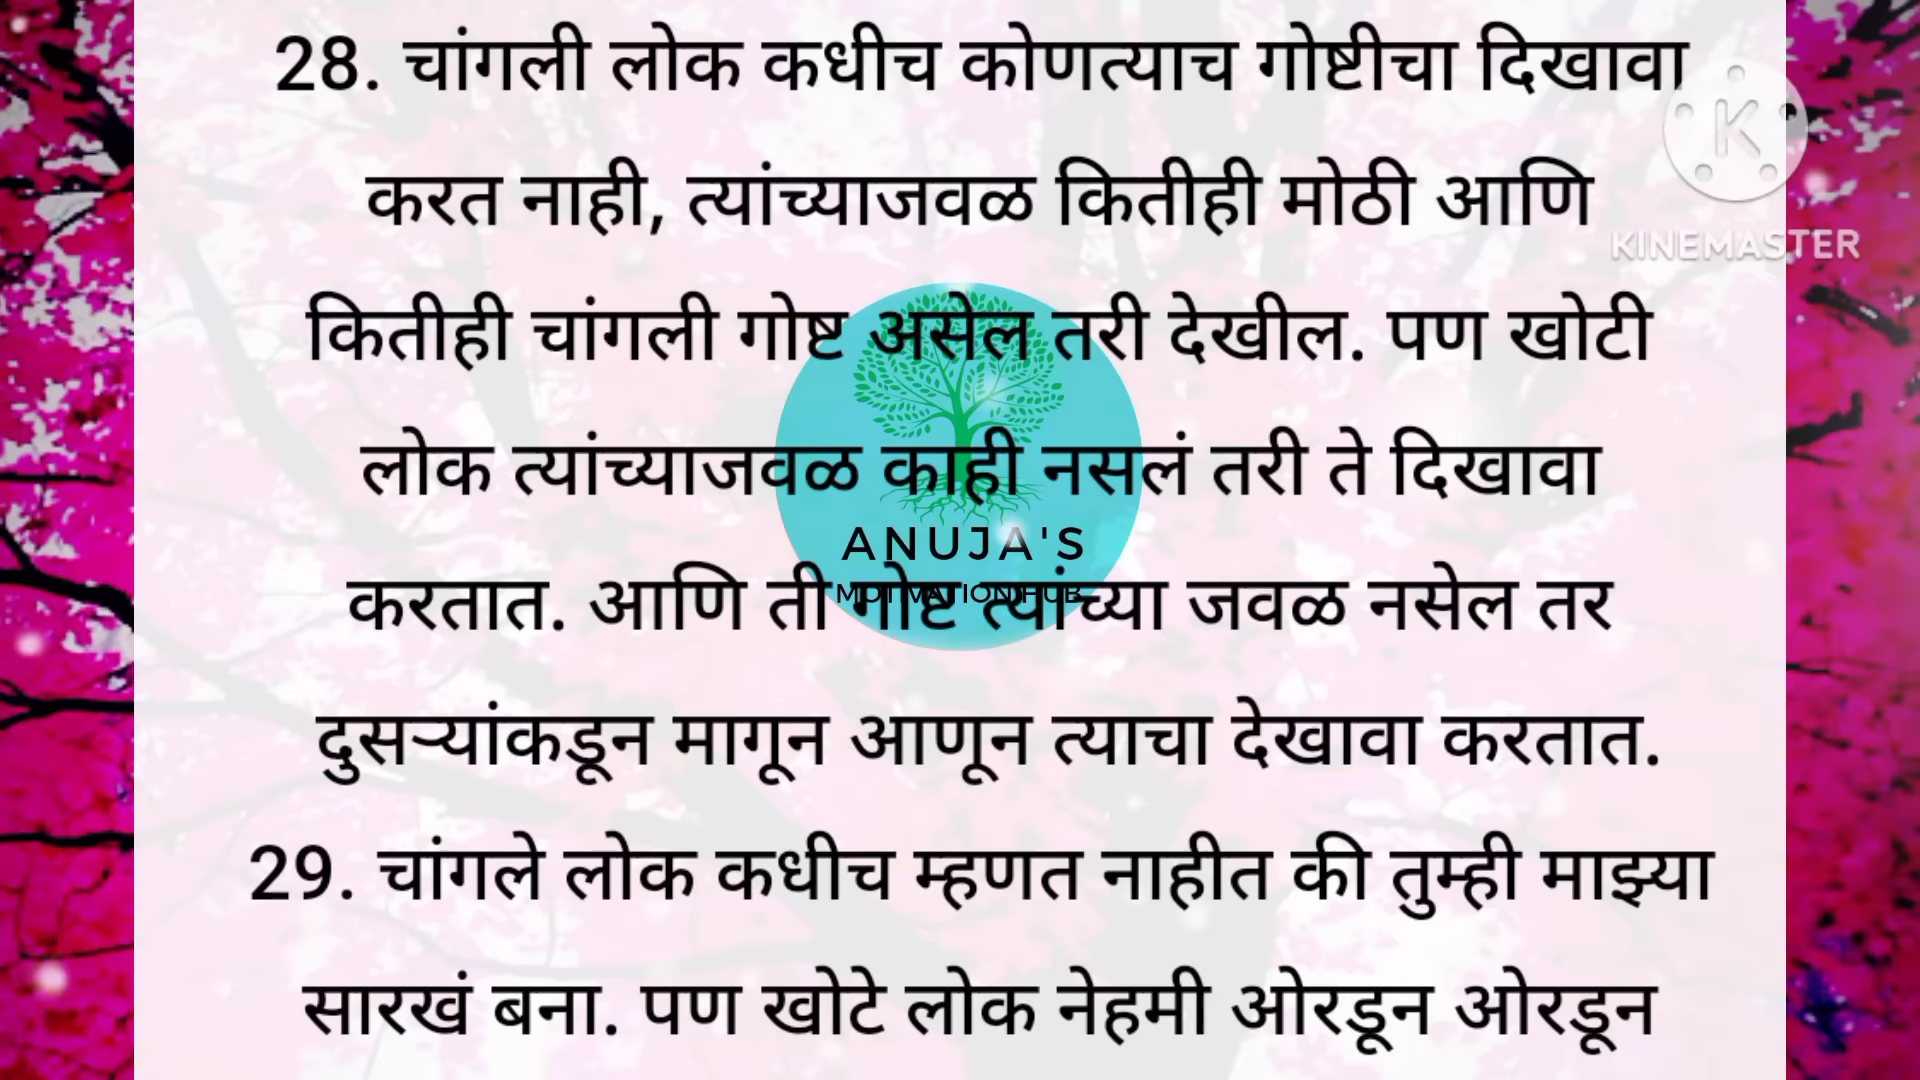 28. चांगली लोक कधीच कोणत्याच गोष्टीचा दिखावा
करत नाही, त्यांच्याजवळ कितीही मोठी आणि
कितीही चांगली गोष्ट असेल तरी देखील. पण खोटी
लोक त्यांच्याजवळ काही नसलं तरी ते दिखावा
करतात. आणि ती गोष्ट त्यांच्या जवळ नसेल तर
दुसऱ्यांकडून मागून आणून त्याचा देखावा करतात.
29. चांगले लोक कधीच म्हणत नाहीत की तुम्ही माझ्या
सारखं बना. पण खोटे लोक नेहमी ओरडून ओरडून
K
KINEMASTER
ANUJA'S
MOTIVATION HUB